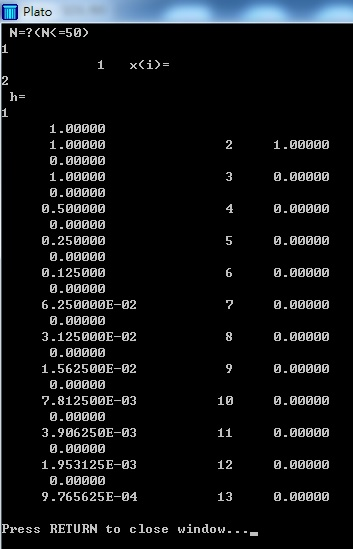 Plato
N=?(N<=50)
1
1 x(i)=
2
h=
1
1.00000
1.00000 2 1.00000
0.00000
1.00000 3 0.00000
0.00000
0.500000 4 0.00000
0.00000
0.250000 5 0.00000
0.00000
0.125000 6 0.00000
0.00000
6.250000E-02 7 0.00000
0.00000
3.125000E-02 8 0.00000
0.00000
1.562500E-02 9 0.00000
0.00000
7.812500E-03 10 0.00000
0.00000
3.906250E-03 11 0.00000
0.00000
1.953125E-03 12 0.00000
0.00000
9.765625E-04 13 0.00000
Press RETURN to close window...